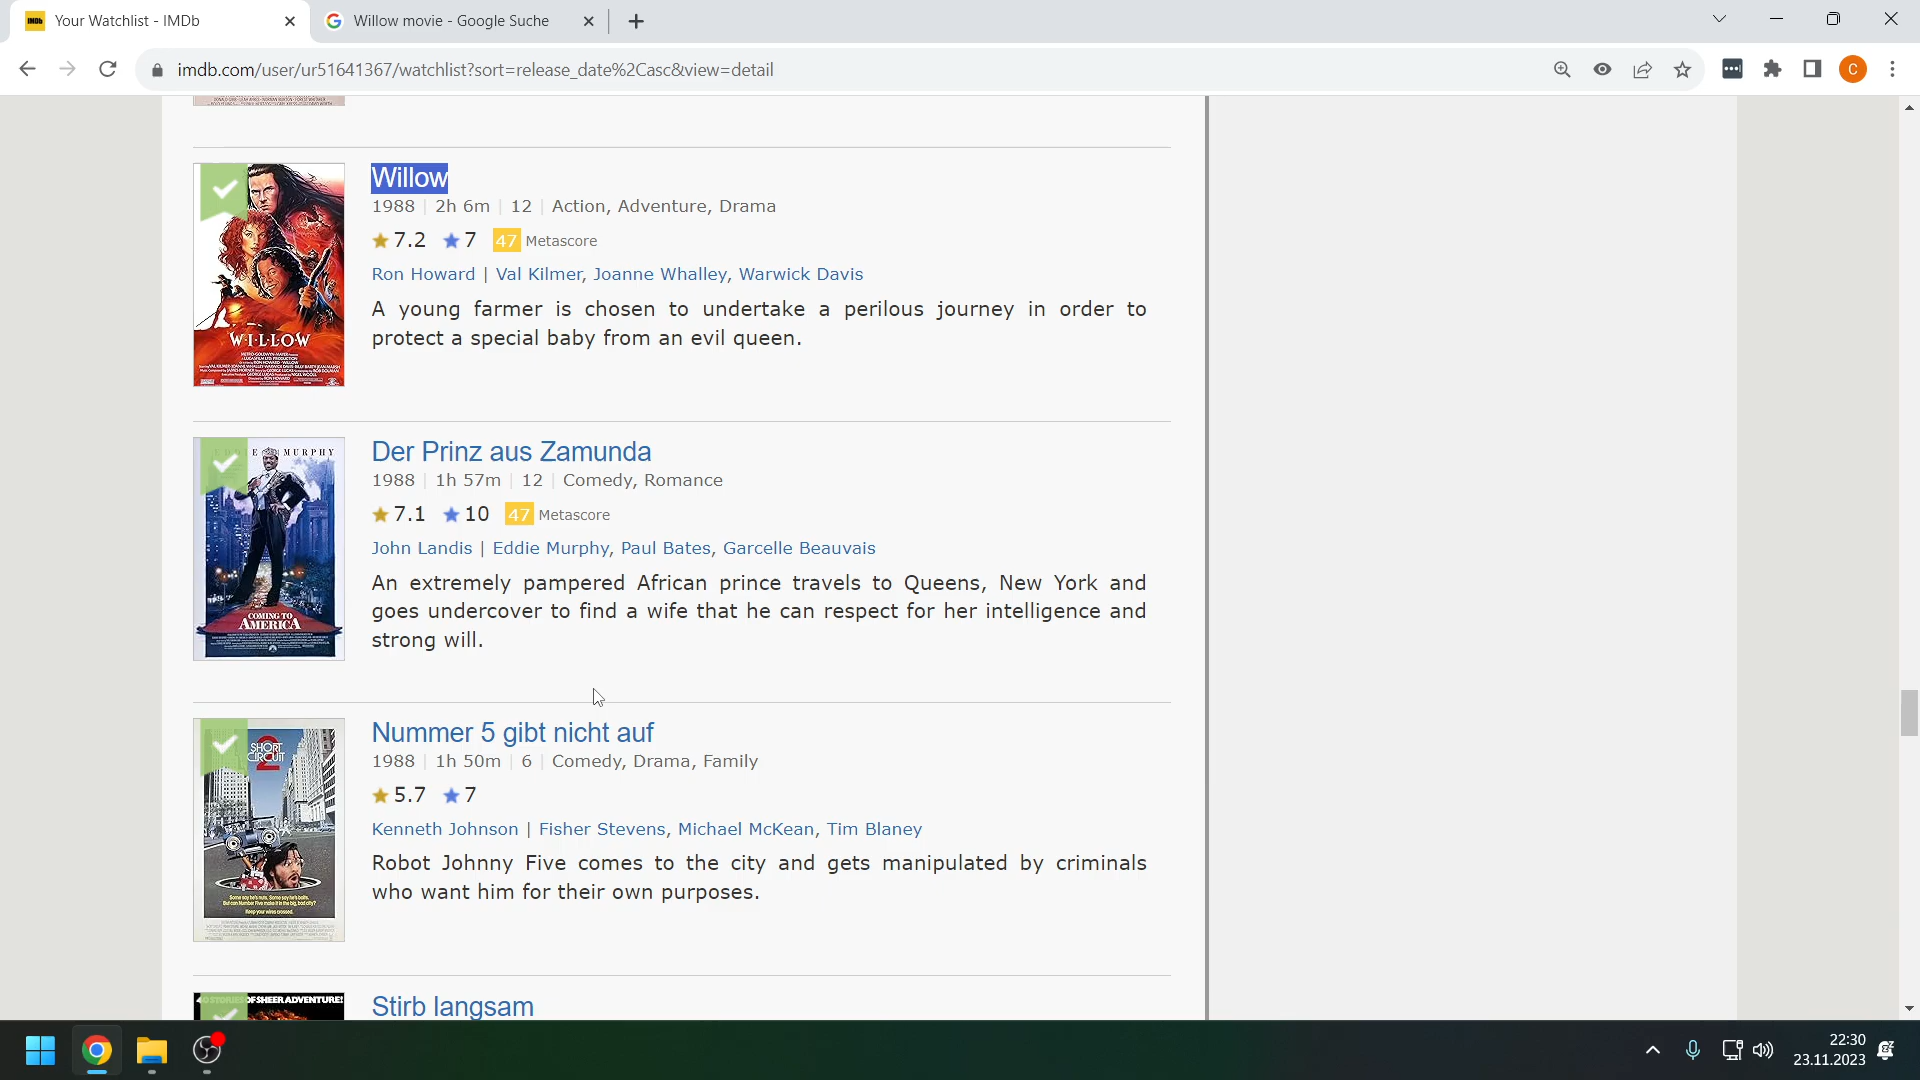 Your Watchlist - IMDb
Willow movie - Google Suche
imdb.com/user/ur51641367/watchlist?sort=release_date%2Casc&view=detail
C
Willow
1988 | 2h 6m | 12 | Action, Adventure, Drama
7.2 7 47 Metascore
Ron Howard | Val Kilmer, Joanne Whalley, Warwick Davis
A young farmer is chosen to undertake a perilous journey in order to
protect a special baby from an evil queen.
WILLOW
Der Prinz aus Zamunda
1988 | 1h 57m | 12 | Comedy, Romance
7.1 10 47 Metascore
John Landis | Eddie Murphy, Paul Bates, Garcelle Beauvais
An extremely pampered African prince travels to Queens, New York and
goes undercover to find a wife that he can respect for her intelligence and
strong will.
MURPHY
COMING TO
AMERICA
Nummer 5 gibt nicht auf
1988 | 1h 50m | 6 | Comedy, Drama, Family
5.7 7
Kenneth Johnson | Fisher Stevens, Michael McKean, Tim Blaney
Robot Johnny Five comes to the city and gets manipulated by criminals
who want him for their own purposes.
SHORT
CIRCUIT
2
Stirb langsam
OF SHEER ADVENTURE!
22:30
23.11.2023